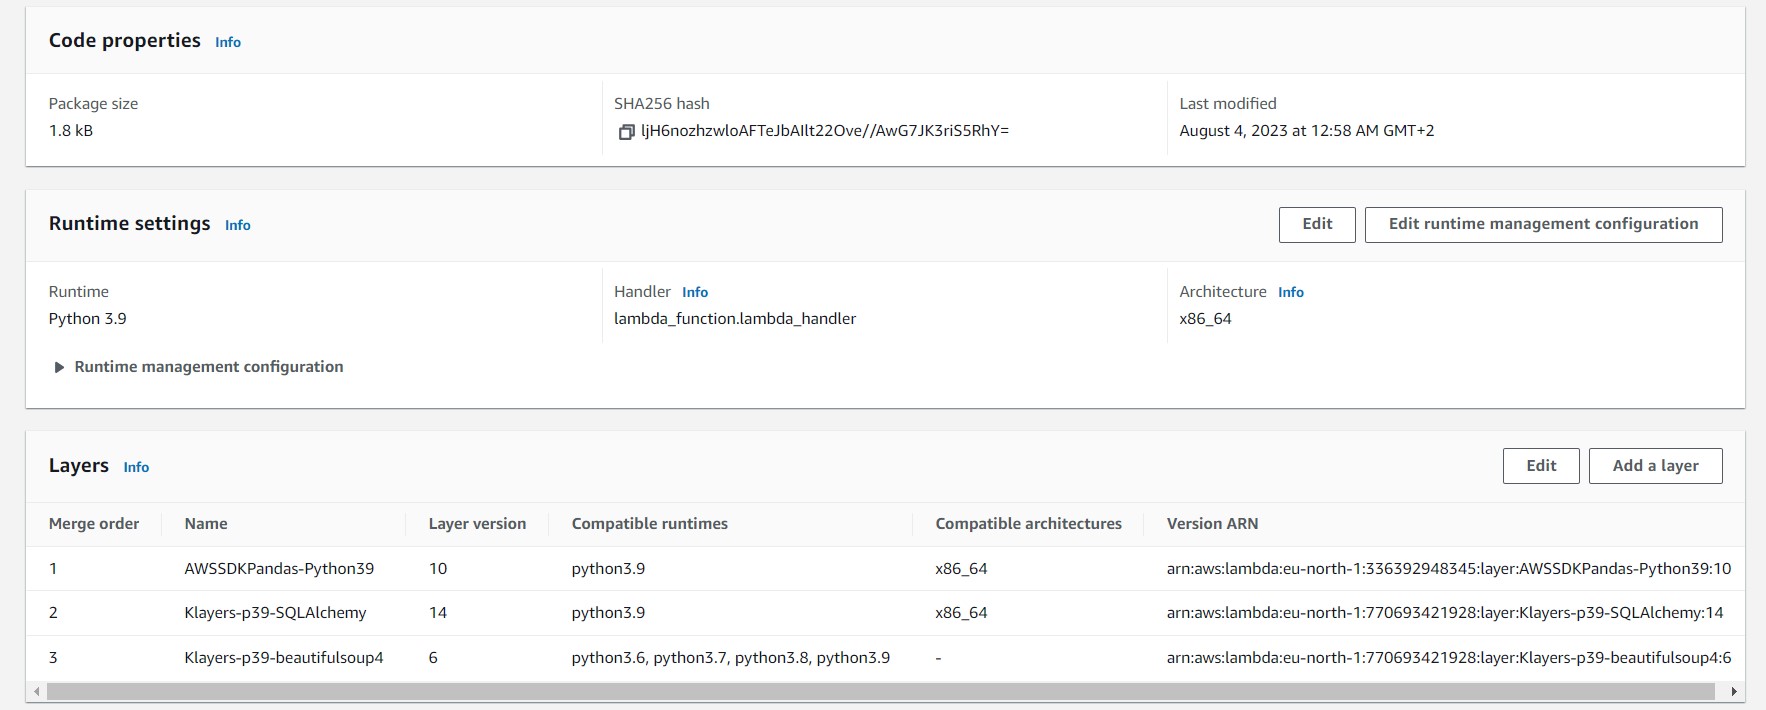 Code properties Info
Package size SHA256 hash Last modified
1.8 kB ljH6nozhzwloAFTeJbAIlt22Ove//AwG7JK3riS5RhY= August 4, 2023 at 12:58 AM GMT+2
Runtime settings Info Edit Edit runtime management configuration
Runtime Handler Info Architecture Info
Python 3.9 lambda_function.lambda_handler x86_64
Runtime management configuration
Layers Info Edit Add a layer
Merge order Name Layer version Compatible runtimes Compatible architectures Version ARN
1 AWSSDKPandas-Python39 10 python3.9 x86_64 arn:aws:lambda:eu-north-1:336392948345:layer:AWSSDKPandas-Python39:10
2 Klayers-p39-SQLAlchemy 14 python3.9 x86_64 arn:aws:lambda:eu-north-1:770693421928:layer:Klayers-p39-SQLAlchemy:14
3 Klayers-p39-beautifulsoup4 6 python3.6, python3.7, python3.8, python3.9 - arn:aws:lambda:eu-north-1:770693421928:layer:Klayers-p39-beautifulsoup4:6